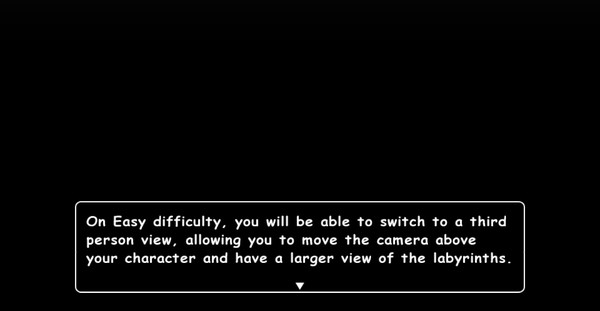 On Easy difficulty, you will be able to switch to a third
person view, allowing you to move the camera above
your character and have a larger view of the labyrinths.